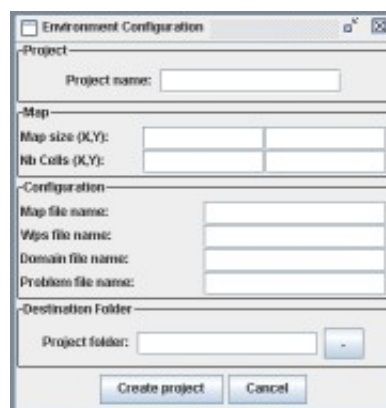 Environment Configuration
Project
Project name:
Map
Map size (X,Y):
Nb Cells (X,Y):
Configuration
Map file name:
Wps file name:
Domain file name:
Problem file name:
Destination Folder
Project folder:
Create project Cancel